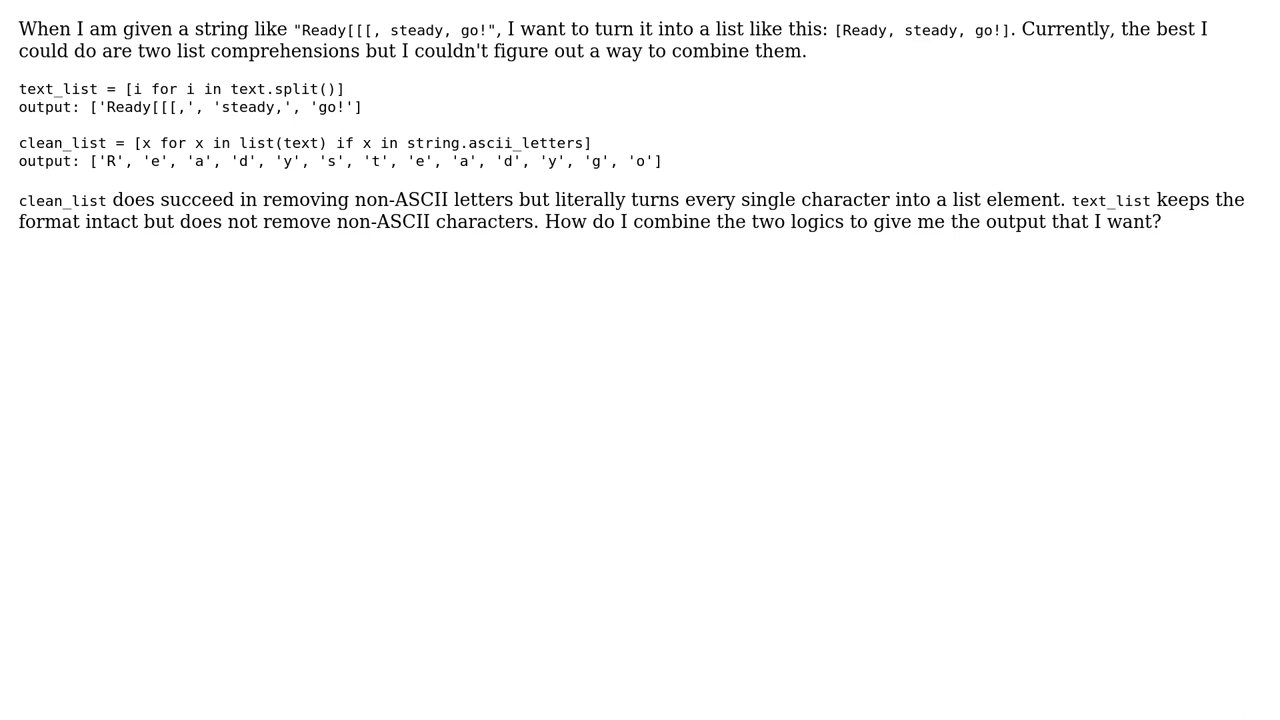 When I am given a string like "Ready[[[, steady, go!", I want to turn it into a list like this: [Ready, steady, go!]. Currently, the best I
could do are two list comprehensions but I couldn't figure out a way to combine them.
text_list = [i for i in text.split()]
output: ['Ready[[[,', 'steady,', 'go!']
clean_list = [x for x in list(text) if x in string.ascii_letters]
output: ['R', 'e', 'a', 'd', 'y', 's', 't', 'e', 'a', 'd', 'y', 'g', 'o']
clean_list does succeed in removing non-ASCII letters but literally turns every single character into a list element. text_list keeps the
format intact but does not remove non-ASCII characters. How do I combine the two logics to give me the output that I want?